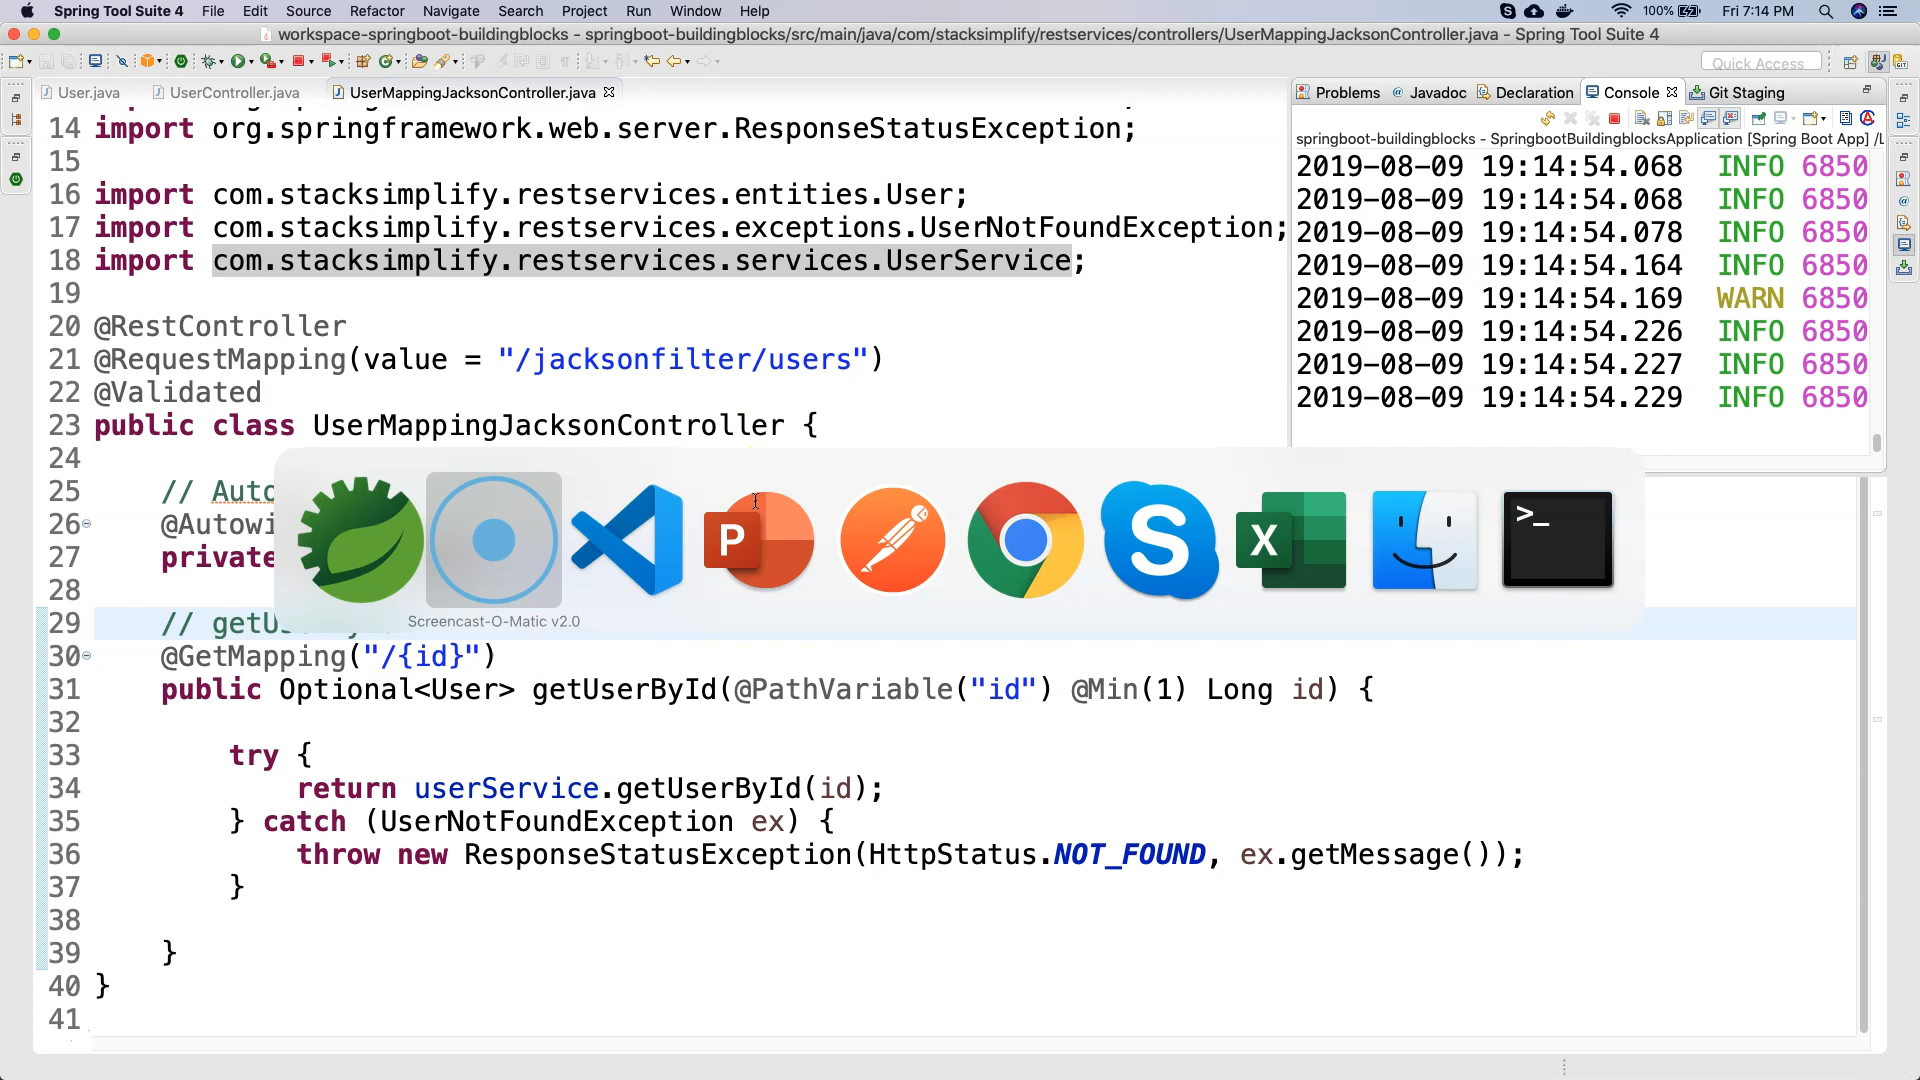 Spring Tool Suite 4 File Edit Source Refactor Navigate Search Project Run Window Help 100% Fri 7:14 PM
workspace-springboot-buildingblocks - springboot-buildingblocks/src/main/java/com/stacksimplify/restservices/controllers/UserMappingJacksonController.java - Spring Tool Suite 4
Quick Access
User.java UserController.java UserMappingJacksonController.java
Problems Javadoc Declaration Console Git Staging
springboot-buildingblocks - SpringbootBuildingblocksApplication [Spring Boot App] /L
14 import org.springframework.web.server.ResponseStatusException;
15
16 import com.stacksimplify.restservices.entities.User;
17 import com.stacksimplify.restservices.exceptions.UserNotFoundException;
18 import com.stacksimplify.restservices.services.UserService;
19
20 @RestController
21 @RequestMapping(value = "/jacksonfilter/users")
22 @Validated
23 public class UserMappingJacksonController {
24
25 // Auto
26 @Autowi
27 private
28
29 // getU
30 @GetMapping("/{id}")
31 public Optional<User> getUserById(@PathVariable("id") @Min(1) Long id) {
32
33 try {
34 return userService.getUserById(id);
35 } catch (UserNotFoundException ex) {
36 throw new ResponseStatusException(HttpStatus.NOT_FOUND, ex.getMessage());
37 }
38
39 }
40 }
41
2019-08-09 19:14:54.068 INFO 6850
2019-08-09 19:14:54.068 INFO 6850
2019-08-09 19:14:54.078 INFO 6850
2019-08-09 19:14:54.164 INFO 6850
2019-08-09 19:14:54.169 WARN 6850
2019-08-09 19:14:54.226 INFO 6850
2019-08-09 19:14:54.227 INFO 6850
2019-08-09 19:14:54.229 INFO 6850
P
S
X
>_
Screencast-O-Matic v2.0